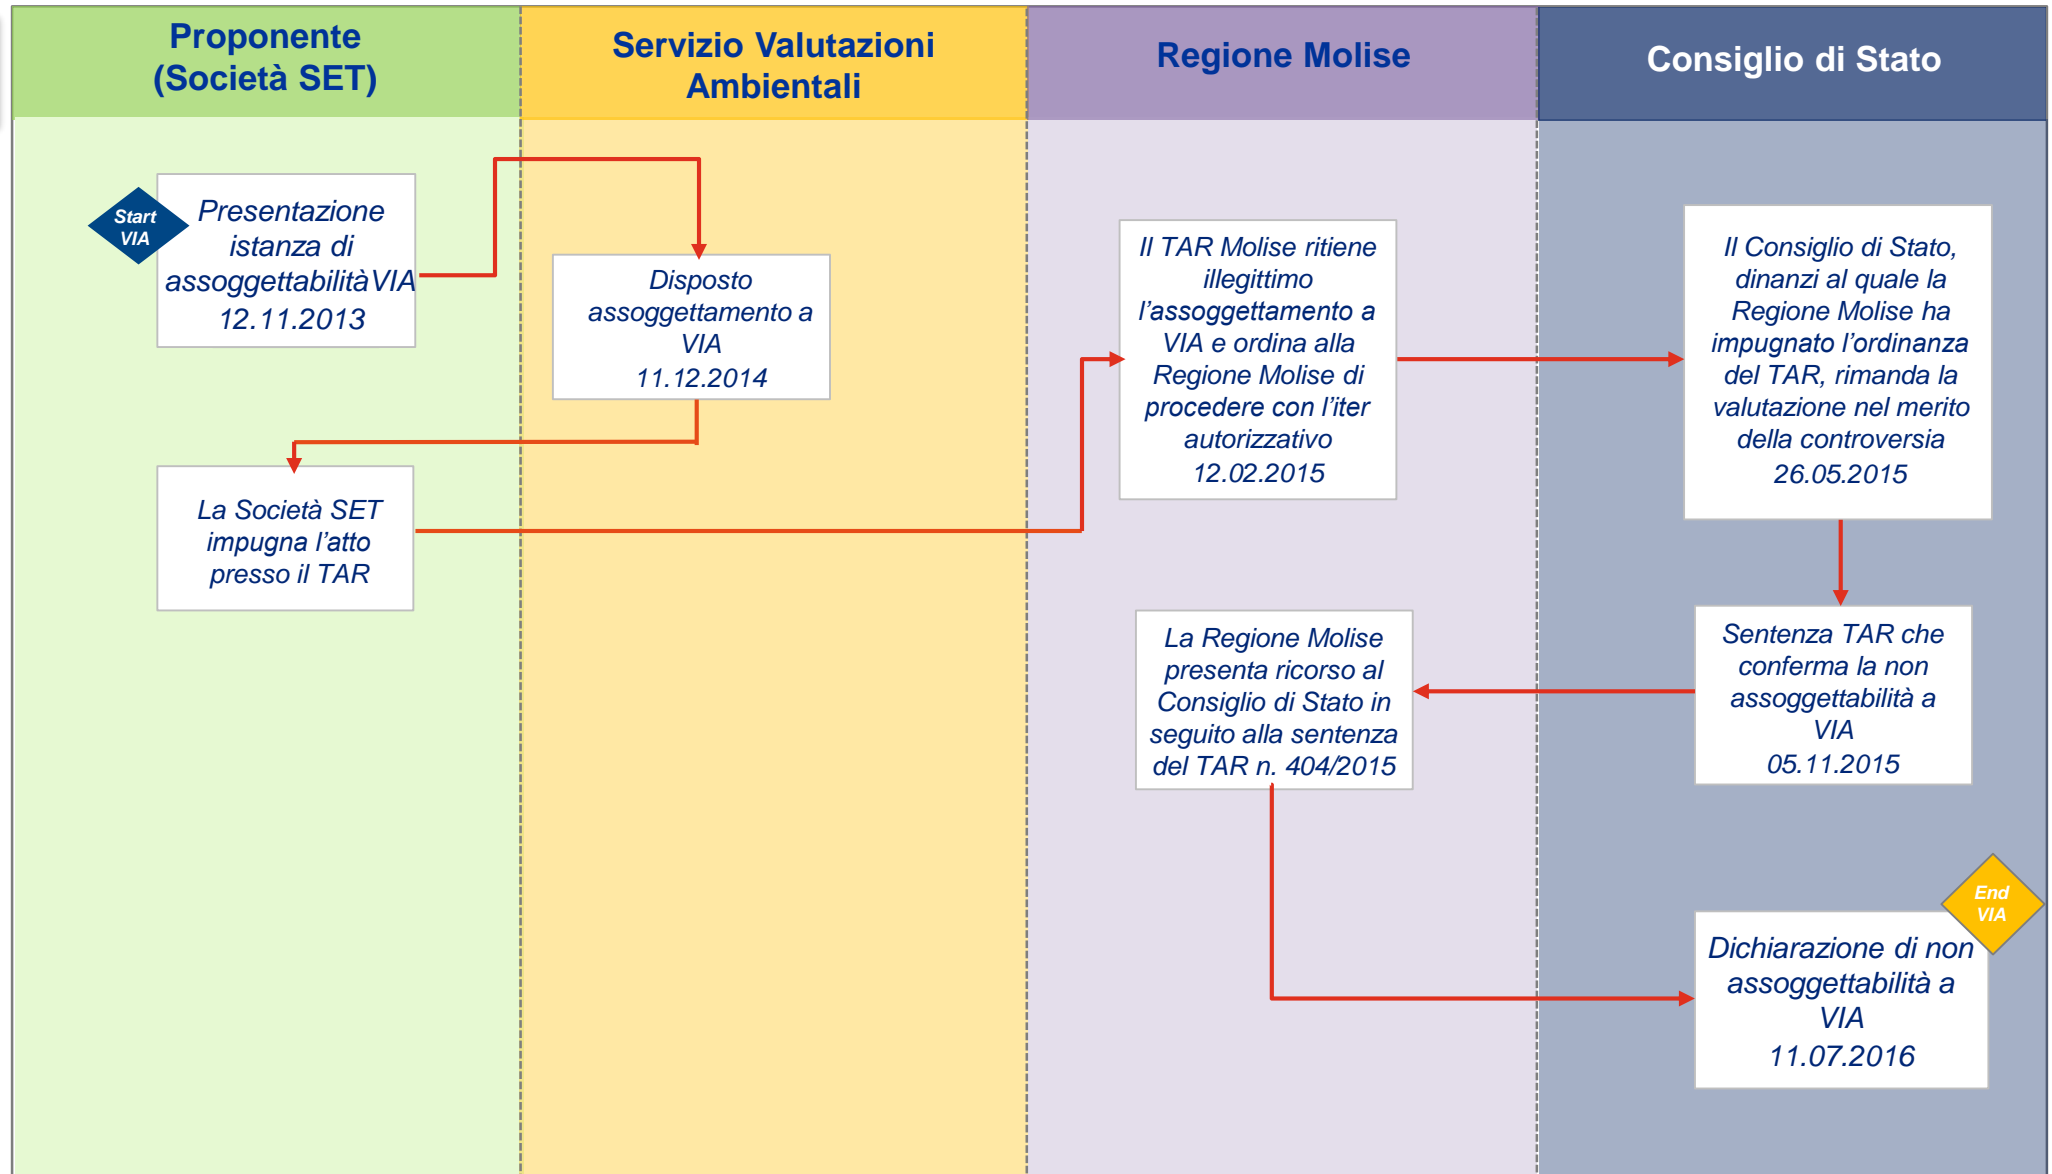 Proponente
(Società SET)
Servizio Valutazioni
Ambientali
Regione Molise
Consiglio di Stato
Start
VIA
Presentazione
istanza di
assoggettabilità VIA
12.11.2013
Disposto
assoggettamento a
VIA
11.12.2014
La Società SET
impugna l'atto
presso il TAR
Il TAR Molise ritiene
illegittimo
l'assoggettamento a
VIA e ordina alla
Regione Molise di
procedere con l'iter
autorizzativo
12.02.2015
Il Consiglio di Stato,
dinanzi al quale la
Regione Molise ha
impugnato l'ordinanza
del TAR, rimanda la
valutazione nel merito
della controversia
26.05.2015
Sentenza TAR che
conferma la non
assoggettabilità a
VIA
05.11.2015
La Regione Molise
presenta ricorso al
Consiglio di Stato in
seguito alla sentenza
del TAR n. 404/2015
End
VIA
Dichiarazione di non
assoggettabilità a
VIA
11.07.2016